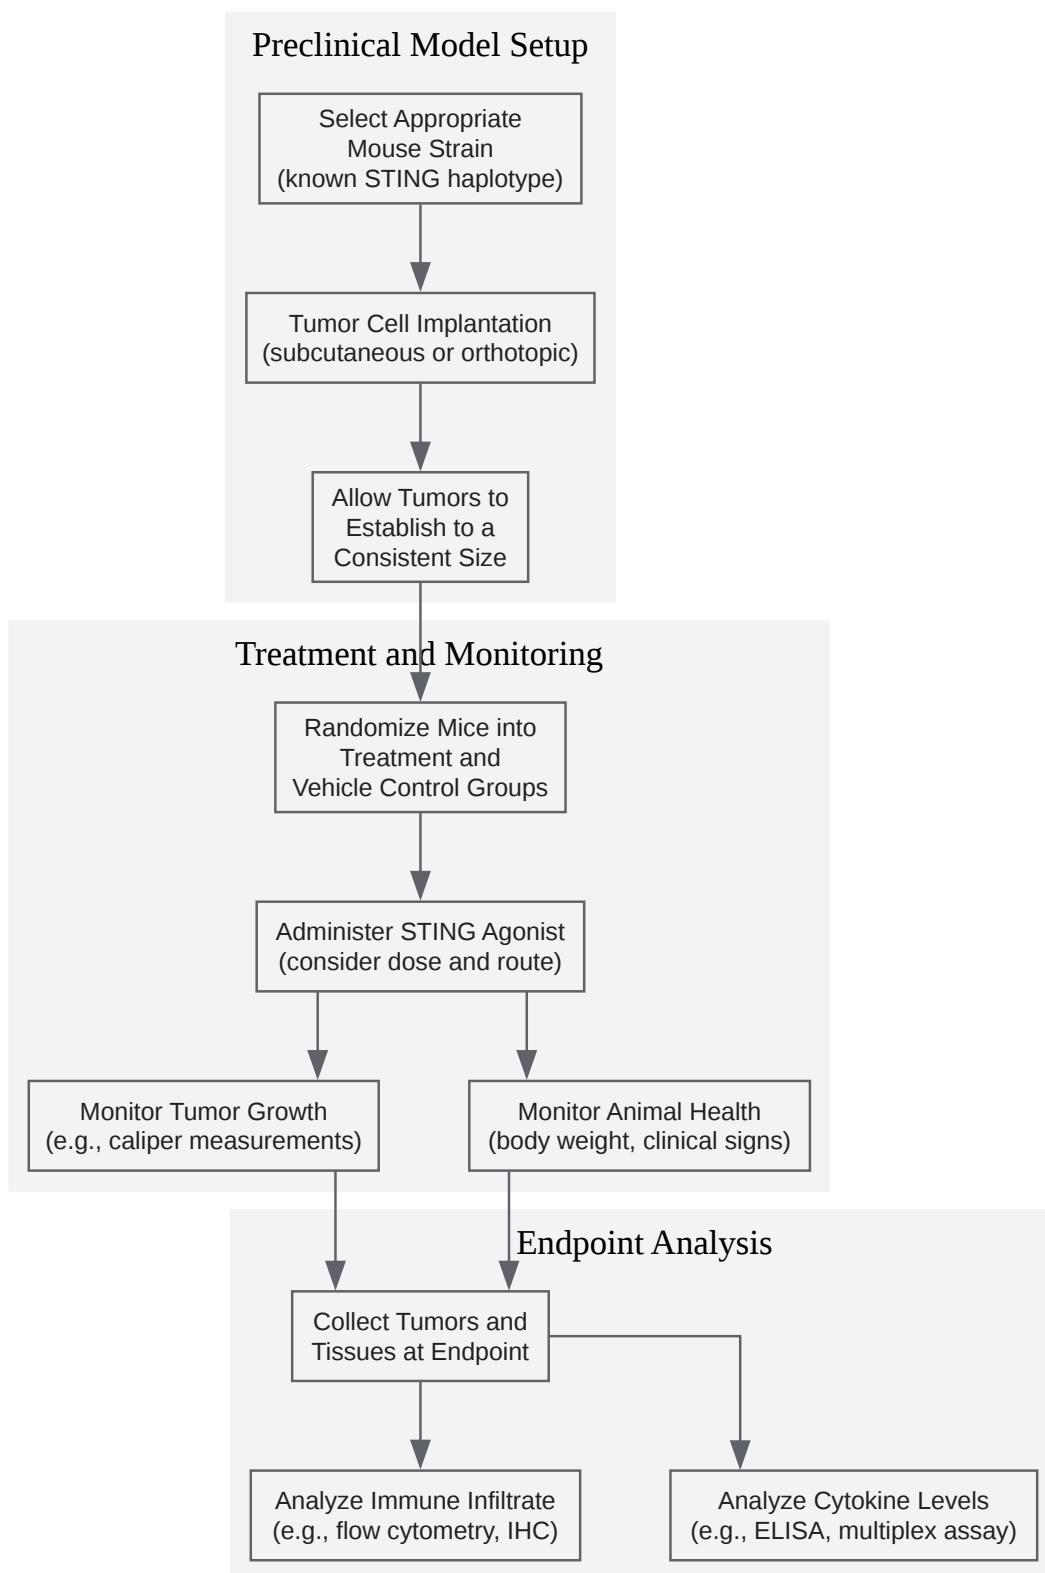 Preclinical Model Setup
Select Appropriate
Mouse Strain
(known STING haplotype)
Tumor Cell Implantation
(subcutaneous or orthotopic)
Allow Tumors to
Establish to a
Consistent Size
Treatment and Monitoring
Randomize Mice into
Treatment and
Vehicle Control Groups
Administer STING Agonist
(consider dose and route)
Monitor Tumor Growth
(e.g., caliper measurements)
Monitor Animal Health
(body weight, clinical signs)
Endpoint Analysis
Collect Tumors and
Tissues at Endpoint
Analyze Immune Infiltrate
(e.g., flow cytometry, IHC)
Analyze Cytokine Levels
(e.g., ELISA, multiplex assay)